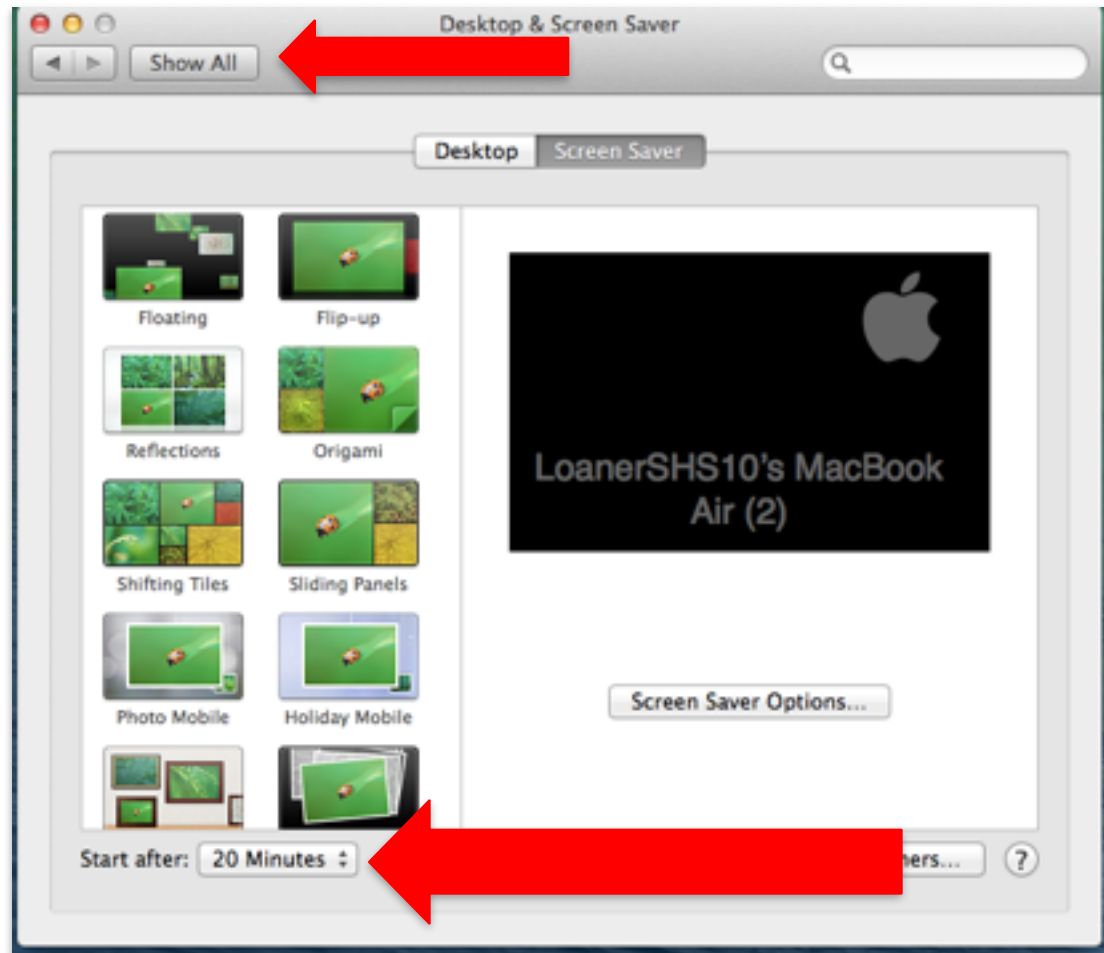 Desktop & Screen Saver
Show All
Desktop Screen Saver
Floating Flip-up
Reflections Origami
LoanerSHS10's MacBook
Air (2)
Shifting Tiles Sliding Panels
Photo Mobile Holiday Mobile
Screen Saver Options...
Start after: 20 Minutes ?